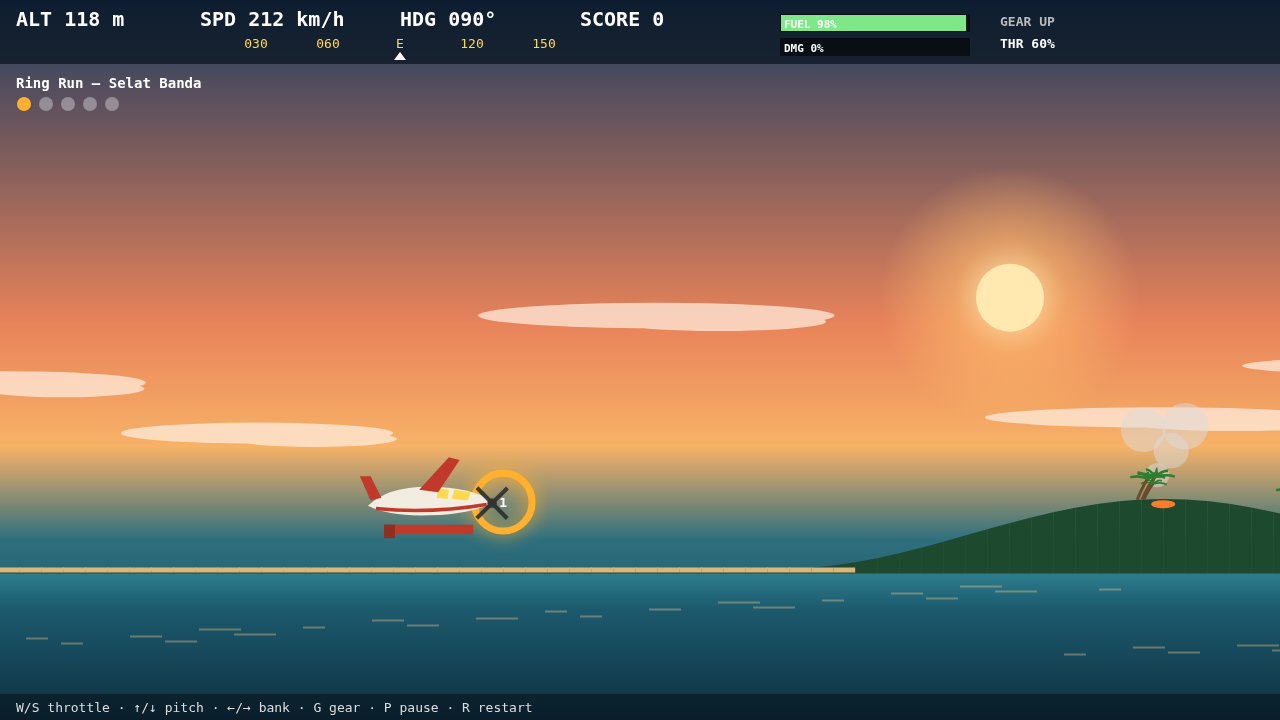 ALT 118 m SPD 212 km/h HDG 090° SCORE 0 FUEL 98% GEAR UP
030 060 E 120 150 DMG 0% THR 60%
Ring Run — Selat Banda
1
W/S throttle · ↑/↓ pitch · ←/→ bank · G gear · P pause · R restart